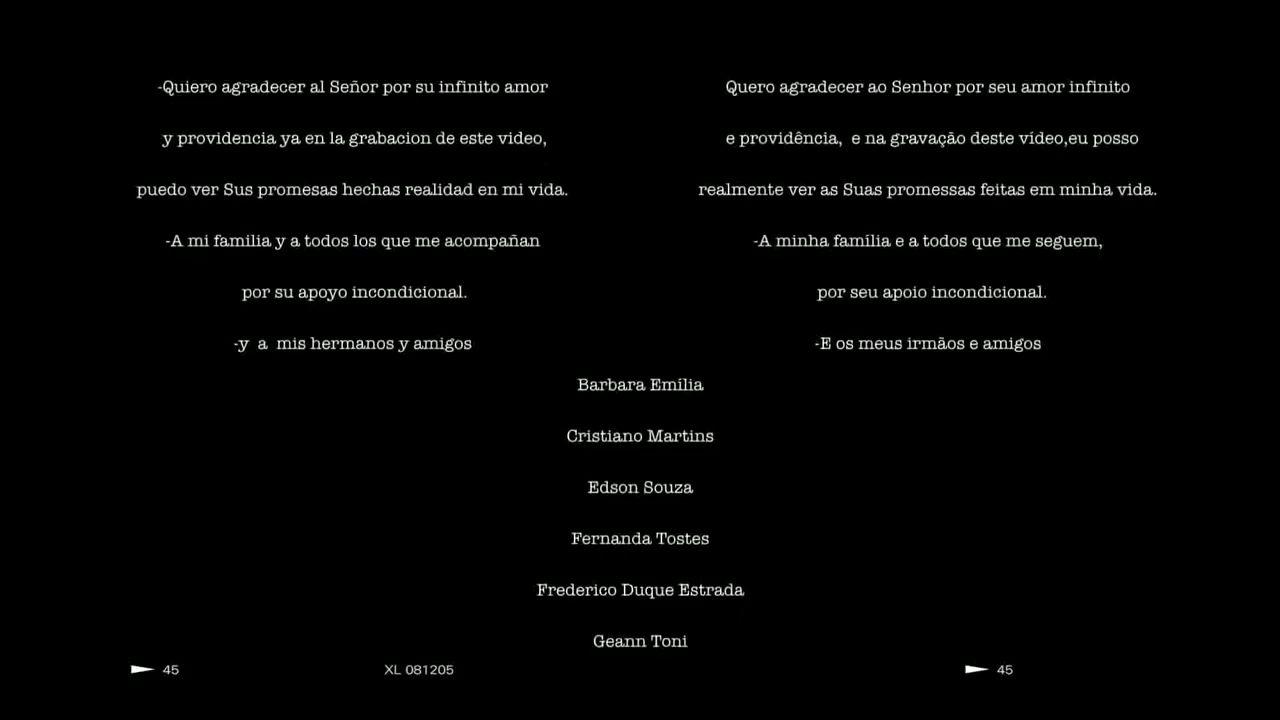 -Quiero agradecer al Señor por su infinito amor
y providencia ya en la grabacion de este video,
puedo ver Sus promesas hechas realidad en mi vida.
-A mi familia y a todos los que me acompañan
por su apoyo incondicional.
-y a mis hermanos y amigos
Quero agradecer ao Senhor por seu amor infinito
e providência, e na gravação deste vídeo,eu posso
realmente ver as Suas promessas feitas em minha vida.
-A minha família e a todos que me seguem,
por seu apoio incondicional.
-E os meus irmãos e amigos
Barbara Emília
Cristiano Martins
Edson Souza
Fernanda Tostes
Frederico Duque Estrada
Geann Toni
45 XL 081205 45